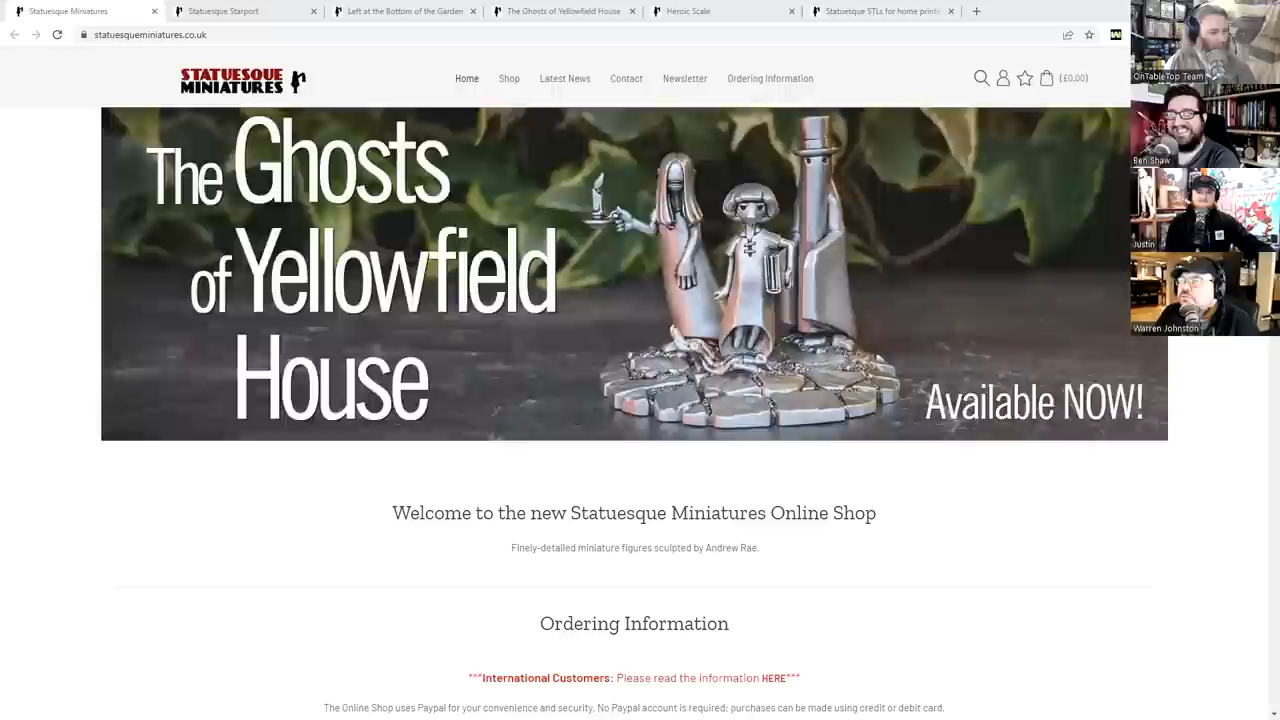 Statuesque Miniatures
Statuesque Starport
Left at the Bottom of the Garden
The Ghosts of Yellowfield House
Heroic Scale
Statuesque STLs for home printi
statuesqueminiatures.co.uk
STATUESQUE
MINIATURES
Home
Shop
Latest News
Contact
Newsletter
Ordering Information
(£0.00)
OnTableTop Team
Ben Shaw
Justin
Warren Johnston
The Ghosts
of Yellowfield
House
Available NOW!
Welcome to the new Statuesque Miniatures Online Shop
Finely-detailed miniature figures sculpted by Andrew Rae.
Ordering Information
***International Customers: Please read the information HERE***
The Online Shop uses Paypal for your convenience and security. No Paypal account is required; purchases can be made using credit or debit card.